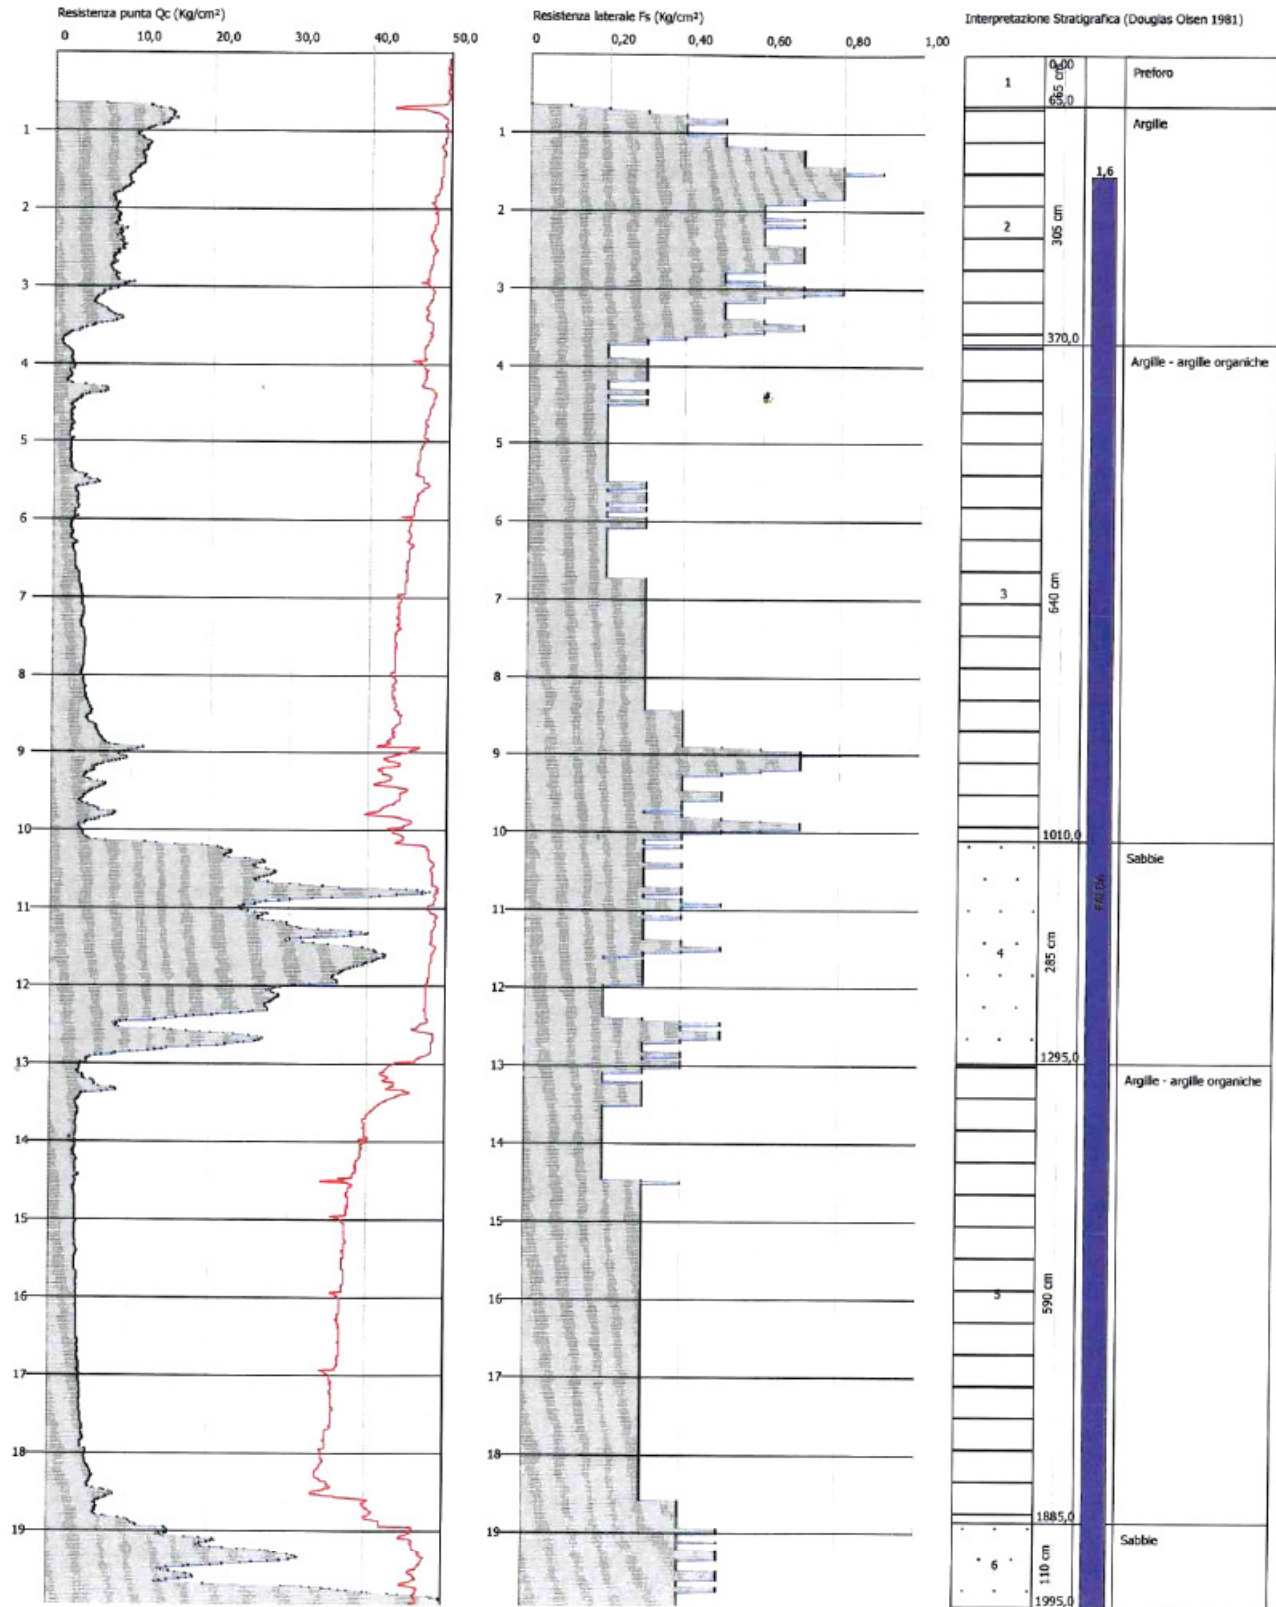 Resistenza punta Qc (Kg/cm²)
0 10,0 20,0 30,0 40,0 50,0
1
2
3
4
5
6
7
8
9
10
11
12
13
14
15
16
17
18
19
Resistenza laterale Fs (Kg/cm²)
0 0,20 0,40 0,60 0,80 1,00
1
2
3
4
5
6
7
8
9
10
11
12
13
14
15
16
17
18
19
Interpretazione Stratigrafica (Douglas Olsen 1981)
0,00
1
65 cm
65,0
Preforo
Argille
1,6
2
305 cm
370,0
Argille - argille organiche
3
640 cm
1010,0
Sabbie
FALDA
4
285 cm
1295,0
Argille - argille organiche
5
590 cm
1885,0
Sabbie
6
110 cm
1995,0